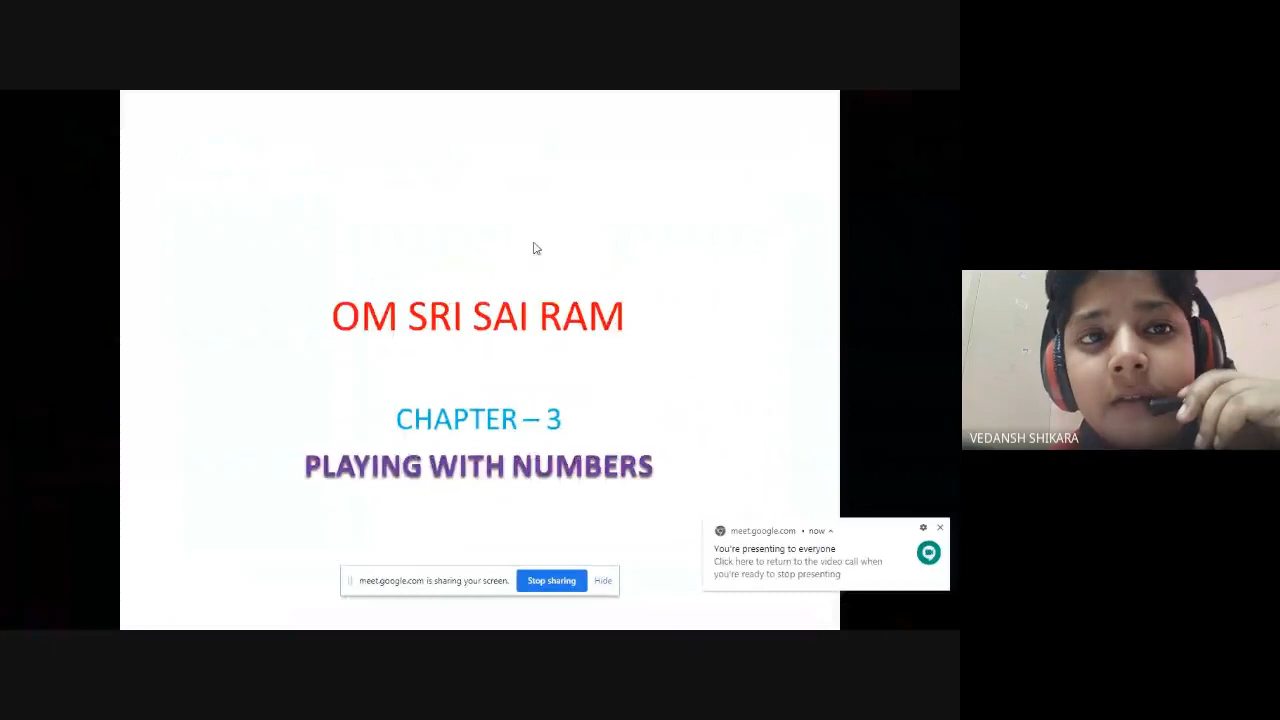 OM SRI SAI RAM
CHAPTER – 3
PLAYING WITH NUMBERS
VEDANSH SHIKARA
meet.google.com • now
You're presenting to everyone
Click here to return to the video call when
you're ready to stop presenting
meet.google.com is sharing your screen.
Stop sharing
Hide